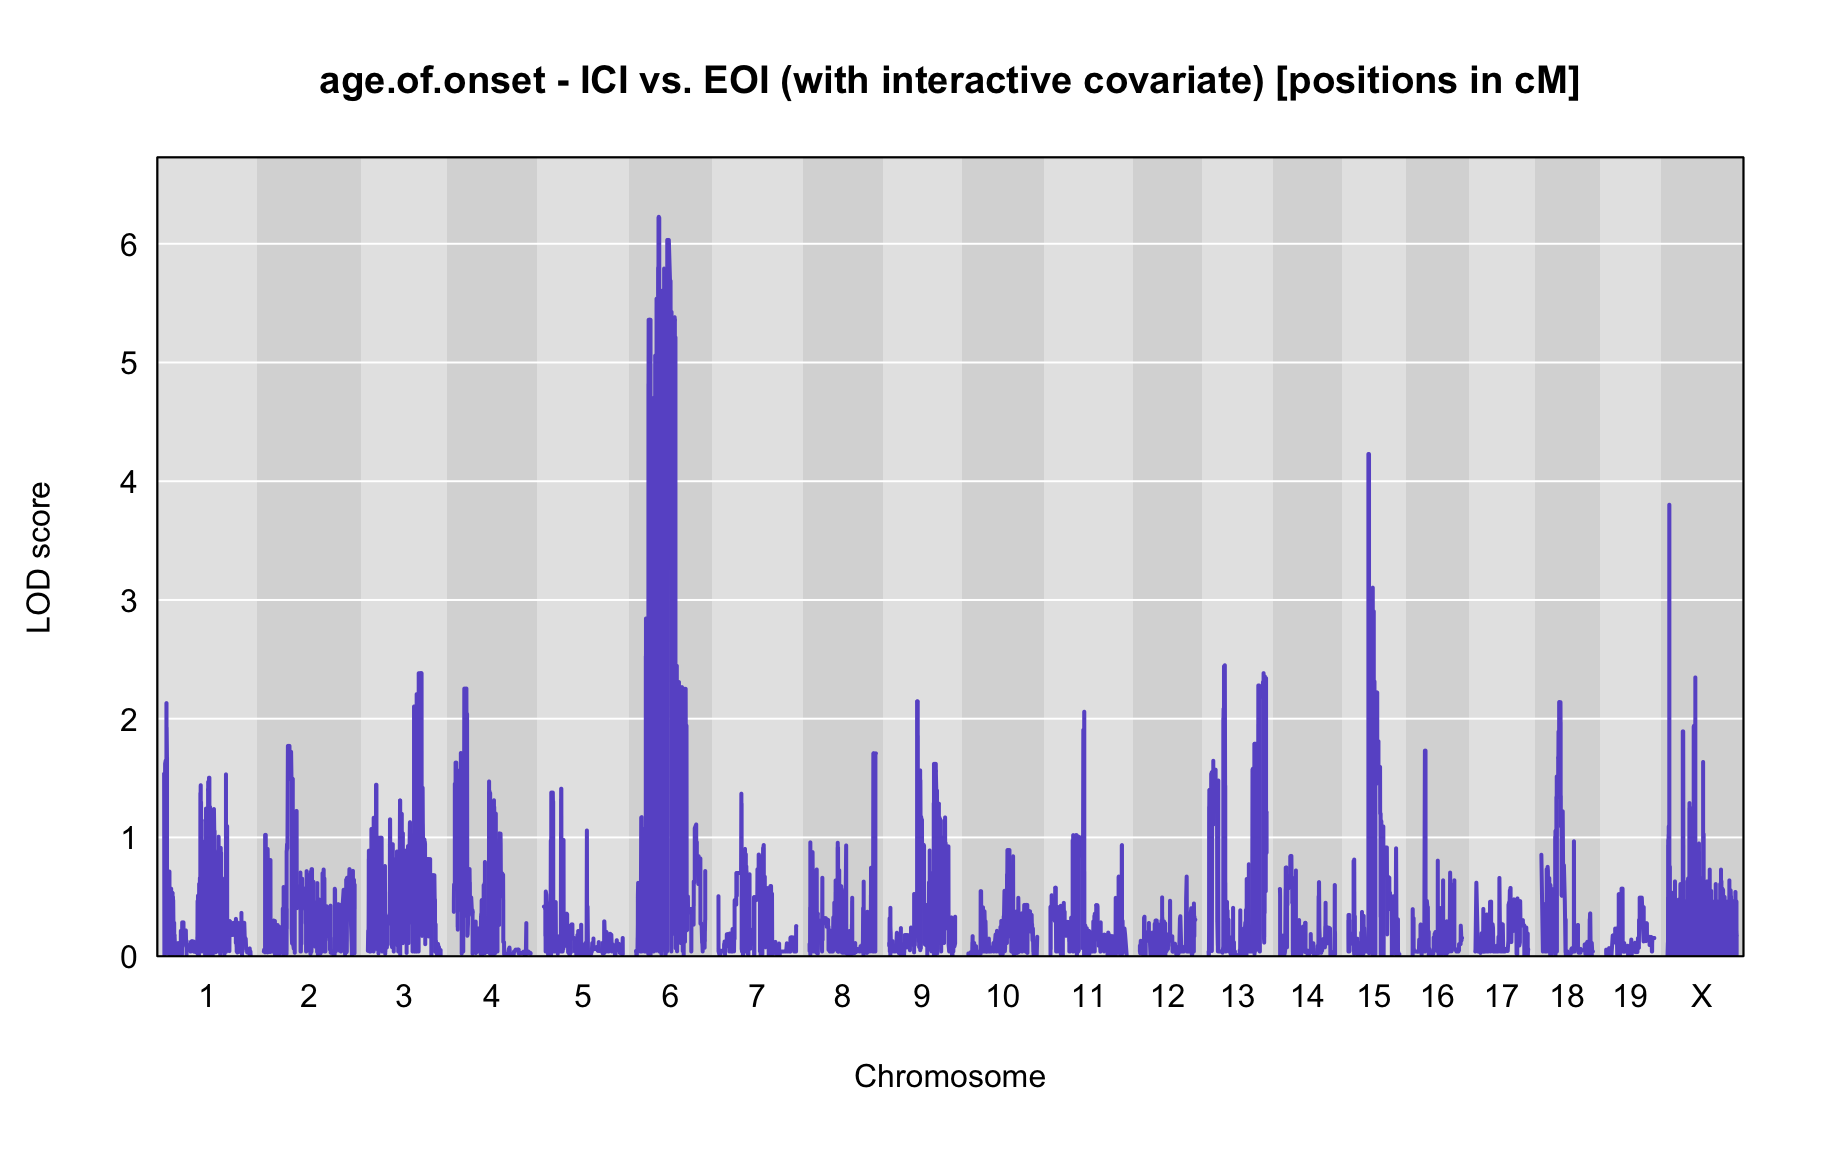 age.of.onset - ICI vs. EOI (with interactive covariate) [positions in cM]
LOD score
6
5
4
3
2
1
0
1 2 3 4 5 6 7 8 9 10 11 12 13 14 15 16 17 18 19 X
Chromosome